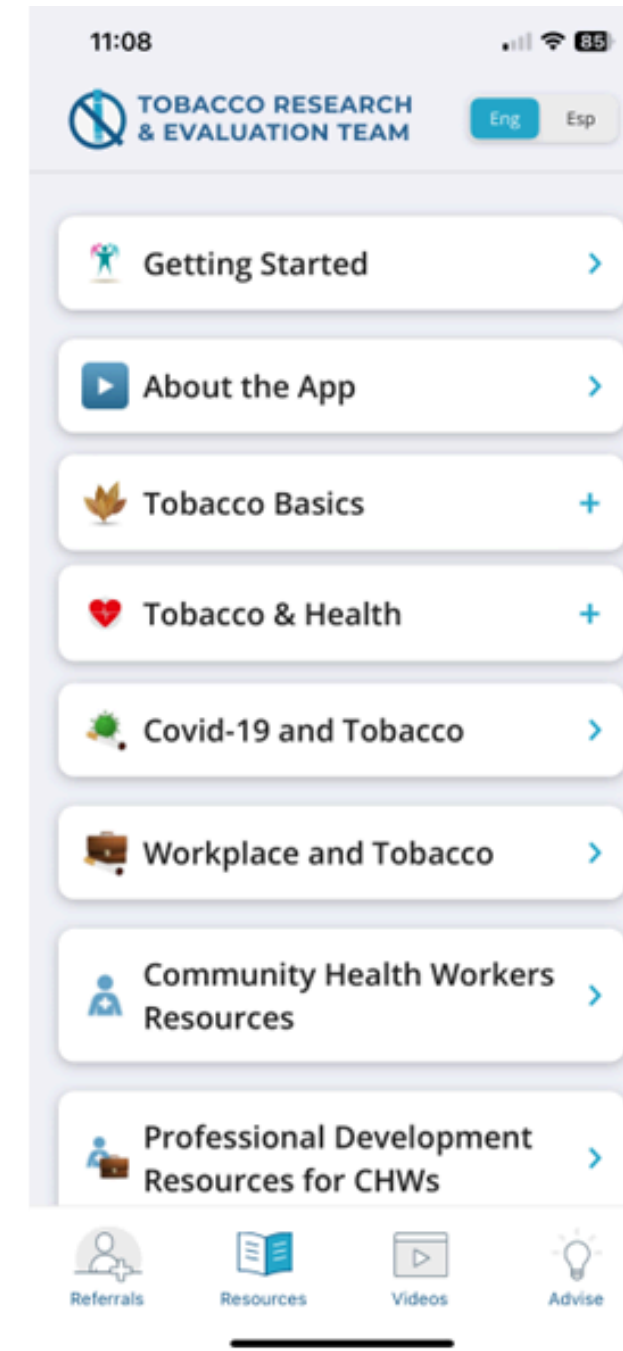 11:08
85
TOBACCO RESEARCH
& EVALUATION TEAM
Eng Esp
Getting Started
About the App
Tobacco Basics
Tobacco & Health
Covid-19 and Tobacco
Workplace and Tobacco
Community Health Workers
Resources
Professional Development
Resources for CHWs
Referrals Resources Videos Advise